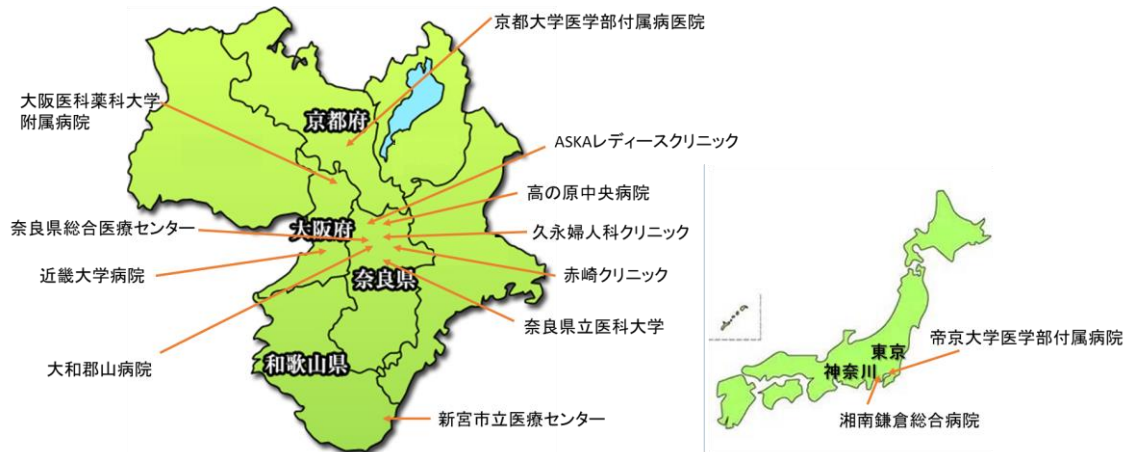 京都大学医学部付属病医院
大阪医科薬科大学
附属病院
京都府
ASKAレディースクリニック
高の原中央病院
奈良県総合医療センター
大阪府
久永婦人科クリニック
近畿大学病院
奈良県
赤崎クリニック
奈良県立医科大学
大和郡山病院
和歌山県
新宮市立医療センター
東京
神奈川
帝京大学医学部付属病院
湘南鎌倉総合病院